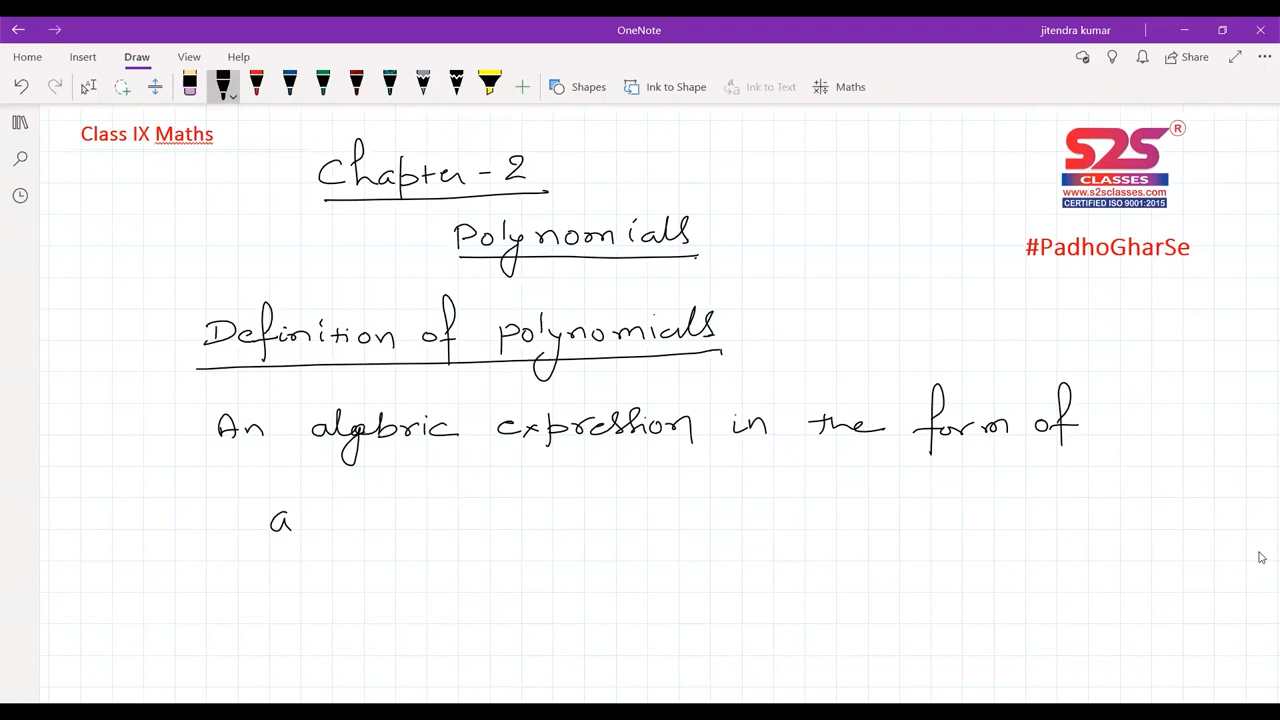 OneNote
jitendra kumar
Home Insert Draw View Help
Share
Shapes Ink to Shape Ink to Text Maths
Class IX Maths
S2S ®
CLASSES
www.s2sclasses.com
CERTIFIED ISO 9001:2015
#PadhoGharSe
Chapter - 2
Polynomials
Definition of polynomials
An algebric expression in the form of
a